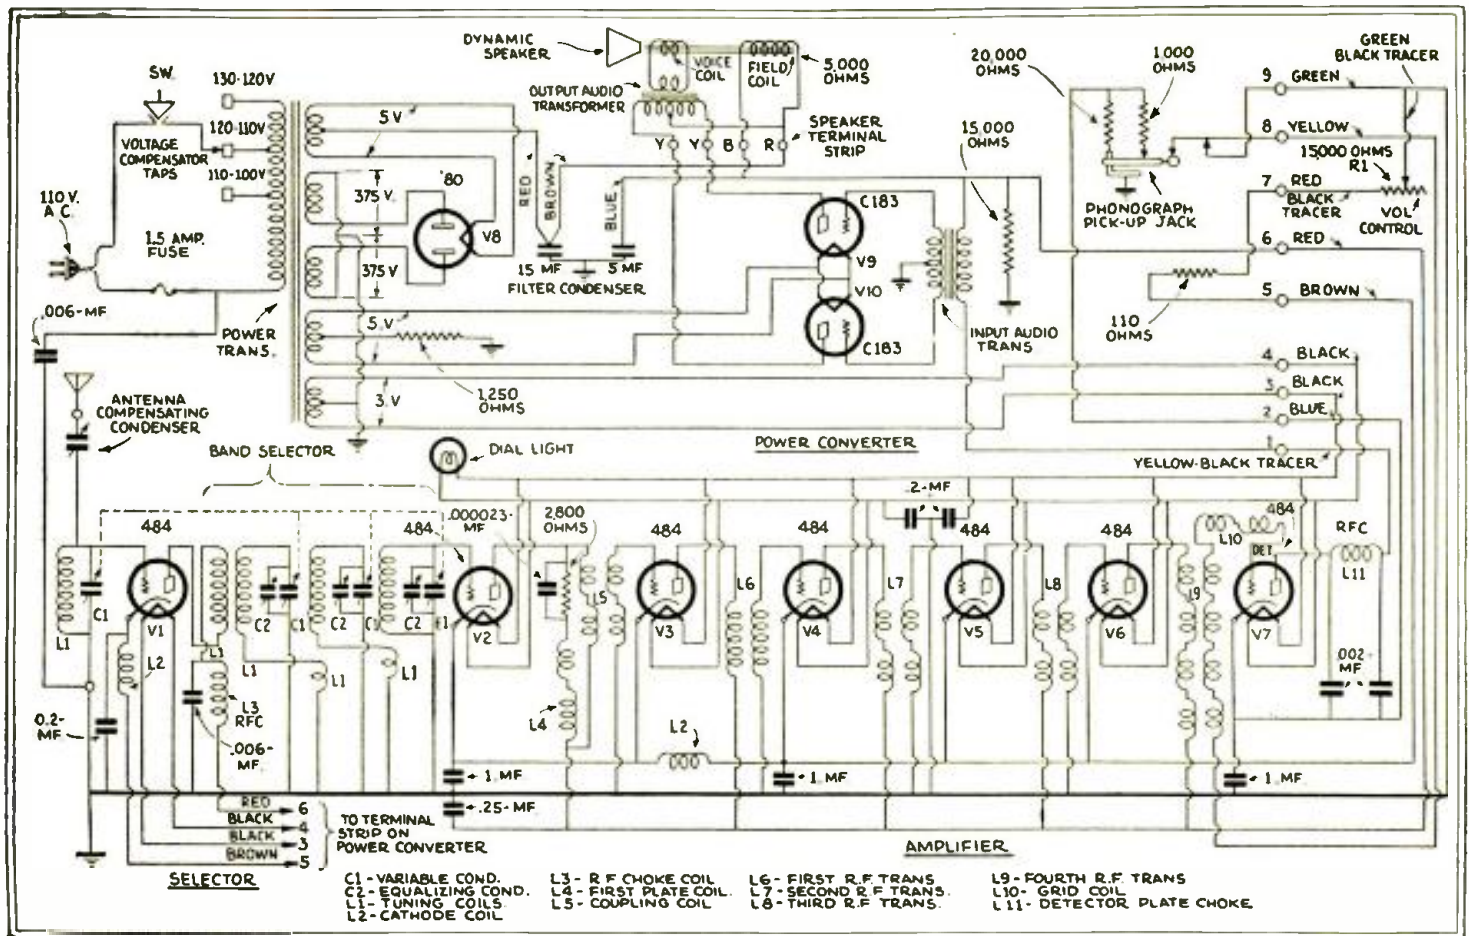 DYNAMIC
SPEAKER
VOICE
COIL
FIELD
COIL
5,000
OHMS
20,000
OHMS
1,000
OHMS
GREEN
BLACK TRACER
SW.
130-120V
120-110V
110-100V
VOLTAGE
COMPENSATOR
TAPS
110 V.
A C.
1.5 AMP.
FUSE
.006-MF
POWER
TRANS.
5 V
375 V.
375 V
5 V
3 V
'80
V8
OUTPUT AUDIO
TRANSFORMER
Y
Y
B
R
SPEAKER
TERMINAL
STRIP
RED
BROWN
BLUE
15 MF
5 MF
FILTER CONDENSER
C183
V9
V10
C183
15,000
OHMS
INPUT AUDIO
TRANS
1,250
OHMS
PHONOGRAPH
PICK-UP JACK
9 GREEN
8 YELLOW
15000 OHMS
R1
7 RED
BLACK
TRACER
VOL
CONTROL
6 RED
5 BROWN
110
OHMS
4 BLACK
3 BLACK
2 BLUE
1
YELLOW-BLACK TRACER
POWER CONVERTER
ANTENNA
COMPENSATING
CONDENSER
BAND SELECTOR
DIAL LIGHT
484
484
.000023-
MF
2,800
OHMS
484
484
.2-MF
484
484
484
DET
RFC
L1
C1
V1
L2
L1
L3
RFC
.006-
MF
C2
C1
L1
C2
C1
L1
C2
C1
L1
V2
L4
L5
V3
L2
L6
V4
L7
V5
L8
V6
L9
L10
V7
L11
.002-
MF
0.2-
MF
1 MF
.25-MF
1 MF
1 MF
RED 6
BLACK 4
BLACK 3
BROWN 5
TO TERMINAL
STRIP ON
POWER CONVERTER
SELECTOR
AMPLIFIER
C1-VARIABLE COND.
C2-EQUALIZING COND.
L1-TUNING COILS.
L2-CATHODE COIL
L3-R F CHOKE COIL
L4-FIRST PLATE COIL.
L5-COUPLING COIL
L6-FIRST R.F. TRANS
L7-SECOND R.F TRANS.
L8-THIRD R.F TRANS.
L9-FOURTH R.F. TRANS
L10-GRID COIL
L11-DETECTOR PLATE CHOKE